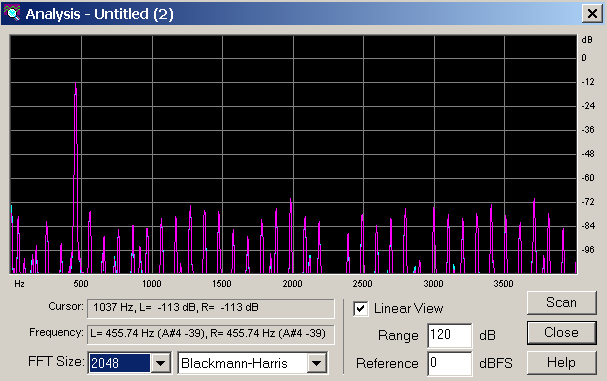 Analysis - Untitled (2)
dB
0
-12
-24
-36
-48
-60
-72
-84
-96
Hz 500 1000 1500 2000 2500 3000 3500
Cursor: 1037 Hz, L= -113 dB, R= -113 dB
Frequency: L= 455.74 Hz (A#4 -39), R= 455.74 Hz (A#4 -39)
FFT Size: 2048 Blackmann-Harris
Linear View
Range 120 dB
Reference 0 dBFS
Scan
Close
Help